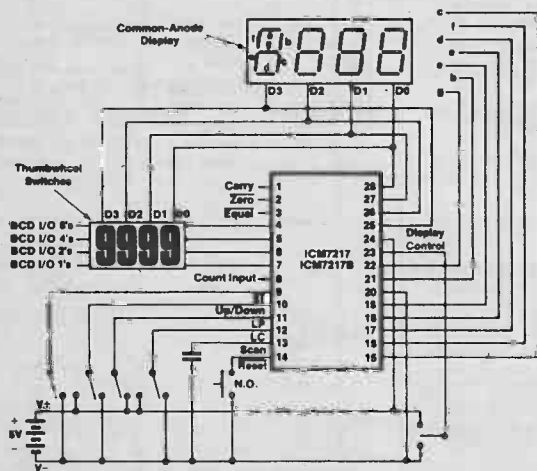 Common-Anode
Display
f
b
e
d
c
D3
D2
D1
D0
c
f
d
e
a
b
g
Thumbwheel
Switches
D3
D2
D1
D0
BCD I/O 8's
BCD I/O 4's
BCD I/O 2's
BCD I/O 1's
9999
Carry
Zero
Equal
Count Input
ST
Up/Down
LP
LC
Scan
Reset
N.O.
1
2
3
4
5
6
7
8
9
10
11
12
13
14
ICM7217
ICM7217B
28
27
26
25
24
23
22
21
20
19
18
17
16
15
Display
Control
V+
+
5V
-
V-